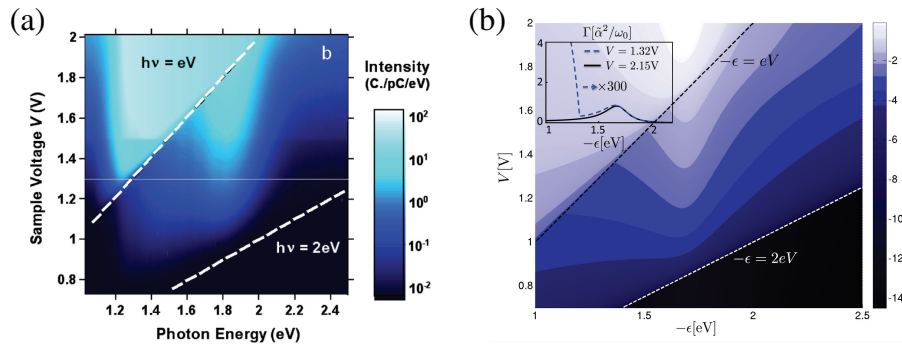 (a)
b
hν = eV
hν = 2eV
2.0
1.8
1.6
1.4
1.2
1.0
0.8
Sample Voltage V (V)
1.2 1.4 1.6 1.8 2.0 2.2 2.4
Photon Energy (eV)
Intensity
(C./pC/eV)
10²
10¹
10⁰
10⁻¹
10⁻²
(b)
Γ[α̃²/ω₀]
V = 1.32V
V = 2.15V
×300
4
2
0
1 1.5 2
−ϵ[eV]
−ϵ = eV
−ϵ = 2eV
2
1.8
1.6
1.4
1.2
1
0.8
V[V]
1 1.5 2 2.5
−ϵ[eV]
-2
-4
-6
-8
-10
-12
-14